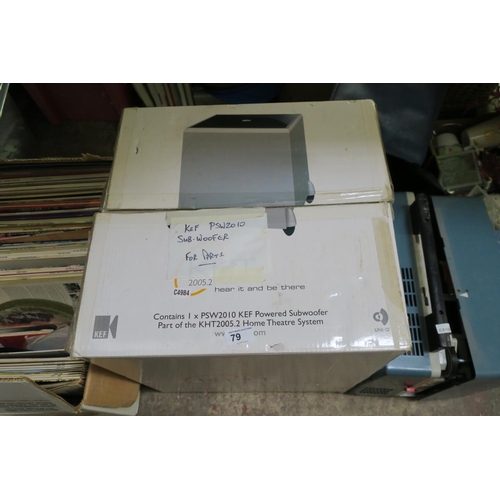 KEF PSW2010
SUB-WOOFER
FOR PARTS
2005.2
C4984
hear it and be there
Contains 1 x PSW2010 KEF Powered Subwoofer
Part of the KHT2005.2 Home Theatre System
KEF
79